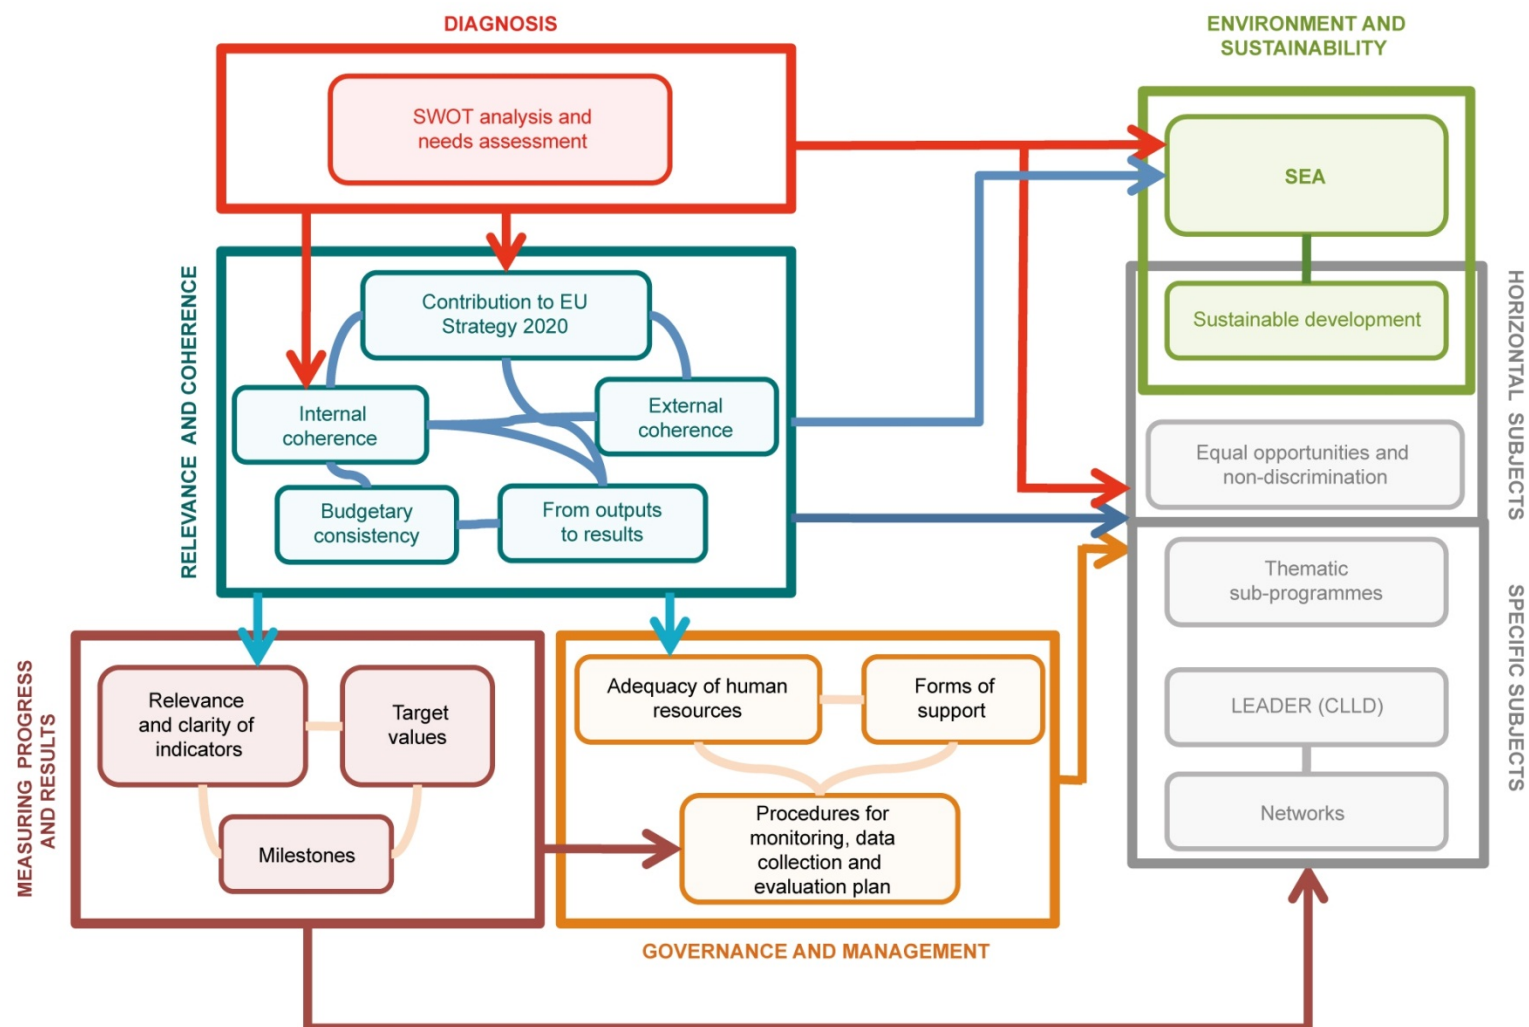 DIAGNOSIS
SWOT analysis and
needs assessment
ENVIRONMENT AND
SUSTAINABILITY
SEA
Sustainable development
RELEVANCE AND COHERENCE
Contribution to EU
Strategy 2020
Internal
coherence
External
coherence
Budgetary
consistency
From outputs
to results
HORIZONTAL SUBJECTS
Equal opportunities and
non-discrimination
SPECIFIC SUBJECTS
Thematic
sub-programmes
LEADER (CLLD)
Networks
MEASURING PROGRESS
AND RESULTS
Relevance
and clarity of
indicators
Target
values
Milestones
Adequacy of human
resources
Forms of
support
Procedures for
monitoring, data
collection and
evaluation plan
GOVERNANCE AND MANAGEMENT